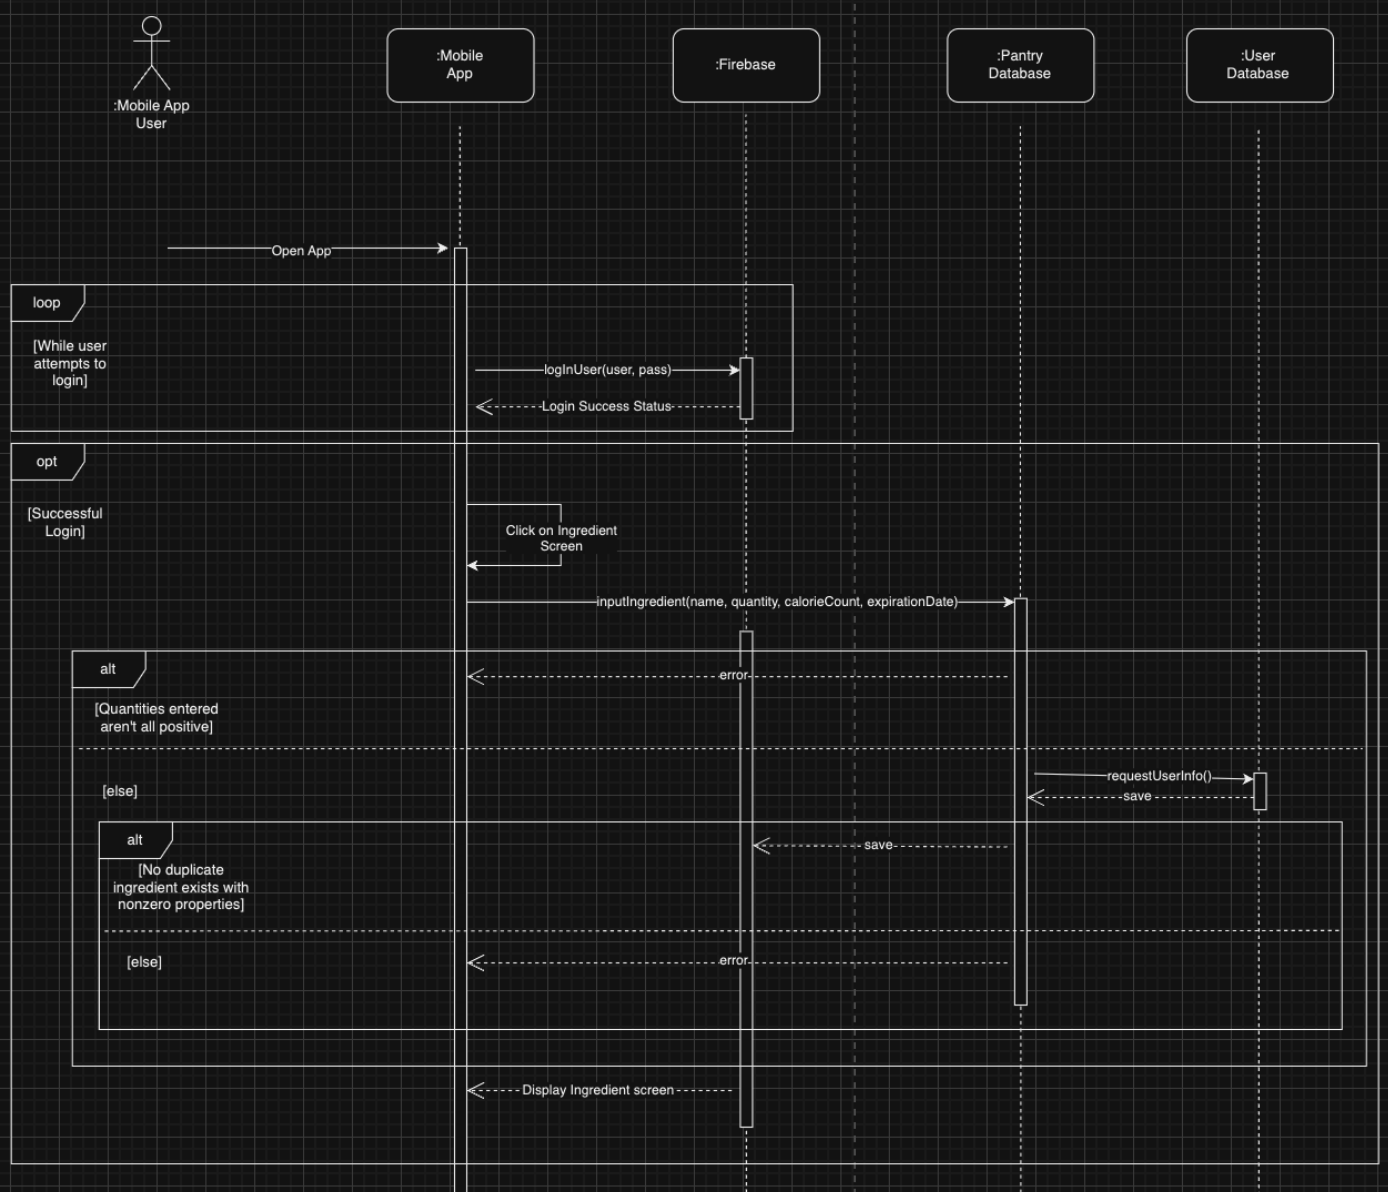 :Mobile App
User
:Mobile
App
:Firebase
:Pantry
Database
:User
Database
Open App
loop
[While user
attempts to
login]
logInUser(user, pass)
Login Success Status
opt
[Successful
Login]
Click on Ingredient
Screen
inputIngredient(name, quantity, calorieCount, expirationDate)
alt
error
[Quantities entered
aren't all positive]
requestUserInfo()
save
[else]
alt
save
[No duplicate
ingredient exists with
nonzero properties]
[else]
error
Display Ingredient screen